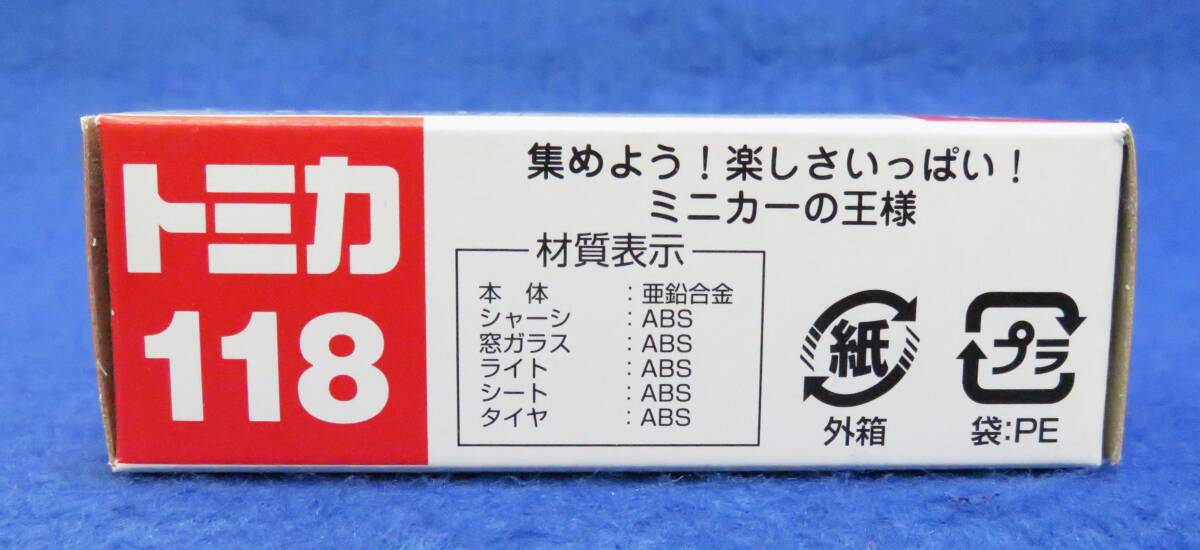 トミカ
118
集めよう！楽しさいっぱい！
ミニカーの王様
材質表示
本　体　：亜鉛合金
シャーシ　：ABS
窓ガラス　：ABS
ライト　：ABS
シート　：ABS
タイヤ　：ABS
紙
外箱
プラ
袋:PE